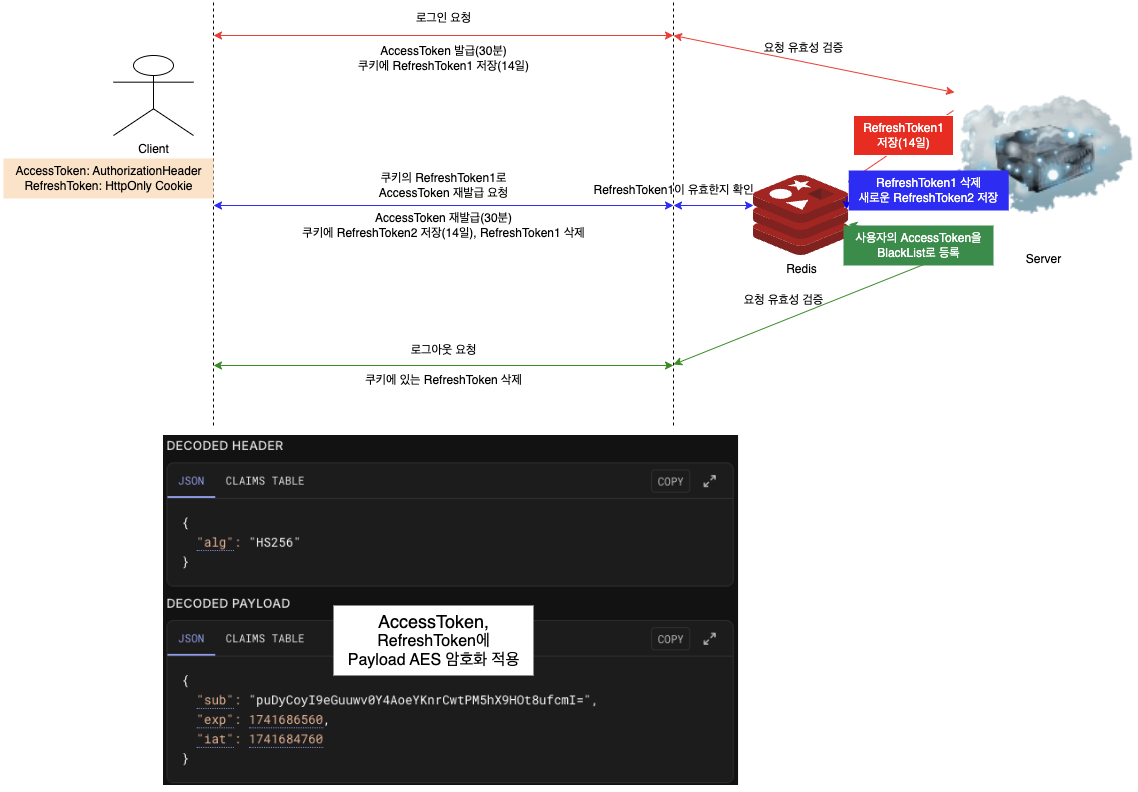 로그인 요청
AccessToken 발급(30분)
쿠키에 RefreshToken1 저장(14일)
요청 유효성 검증
Client
AccessToken: AuthorizationHeader
RefreshToken: HttpOnly Cookie
RefreshToken1
저장(14일)
쿠키의 RefreshToken1로
AccessToken 재발급 요청
RefreshToken1이 유효한지 확인
RefreshToken1 삭제
새로운 RefreshToken2 저장
AccessToken 재발급(30분)
쿠키에 RefreshToken2 저장(14일), RefreshToken1 삭제
사용자의 AccessToken을
BlackList로 등록
Redis
Server
요청 유효성 검증
로그아웃 요청
쿠키에 있는 RefreshToken 삭제
DECODED HEADER
JSON CLAIMS TABLE COPY
{
"alg": "HS256"
}
DECODED PAYLOAD
AccessToken,
RefreshToken에
Payload AES 암호화 적용
JSON CLAIMS TABLE COPY
{
"sub": "puDyCoyI9eGuuwv0Y4AoeYKnrCwtPM5hX9HOt8ufcmI=",
"exp": 1741686560,
"iat": 1741684760
}